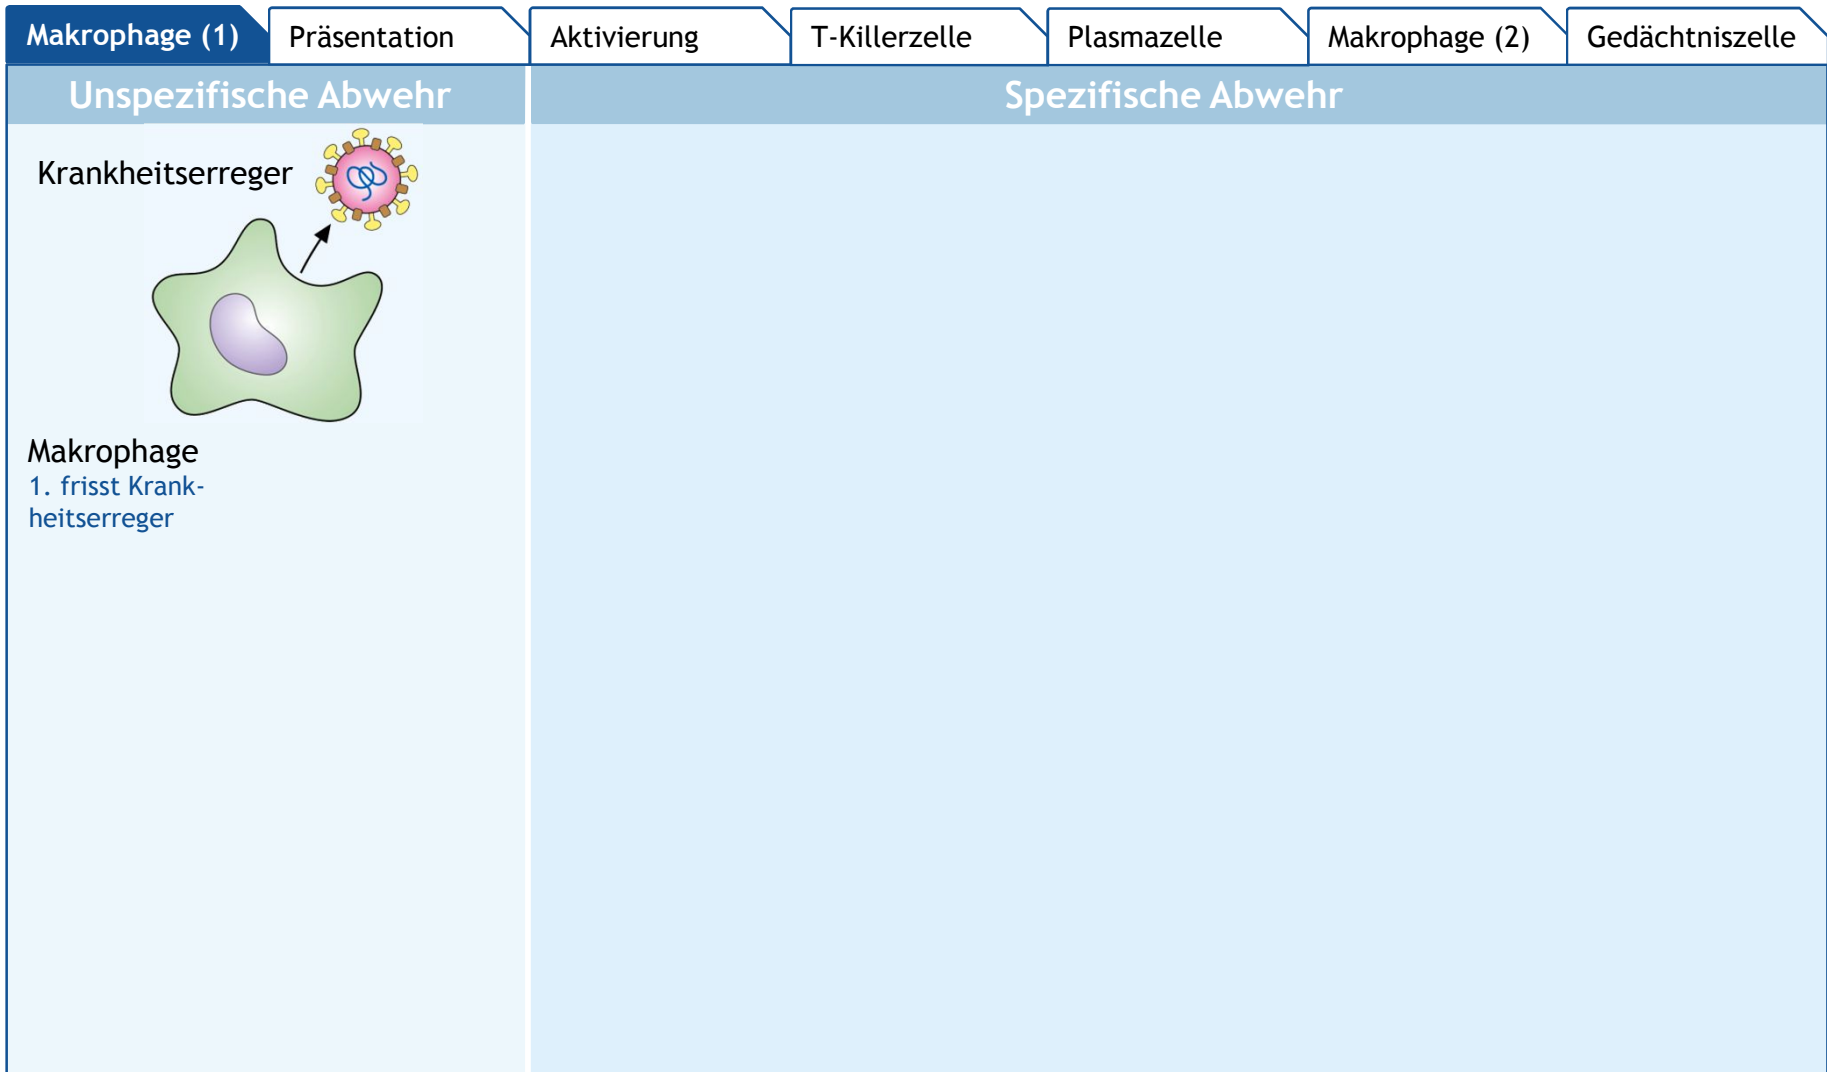 Makrophage (1)
Präsentation
Aktivierung
T-Killerzelle
Plasmazelle
Makrophage (2)
Gedächtniszelle
Unspezifische Abwehr
Spezifische Abwehr
Krankheitserreger
Makrophage
1. frisst Krank-
heitserreger